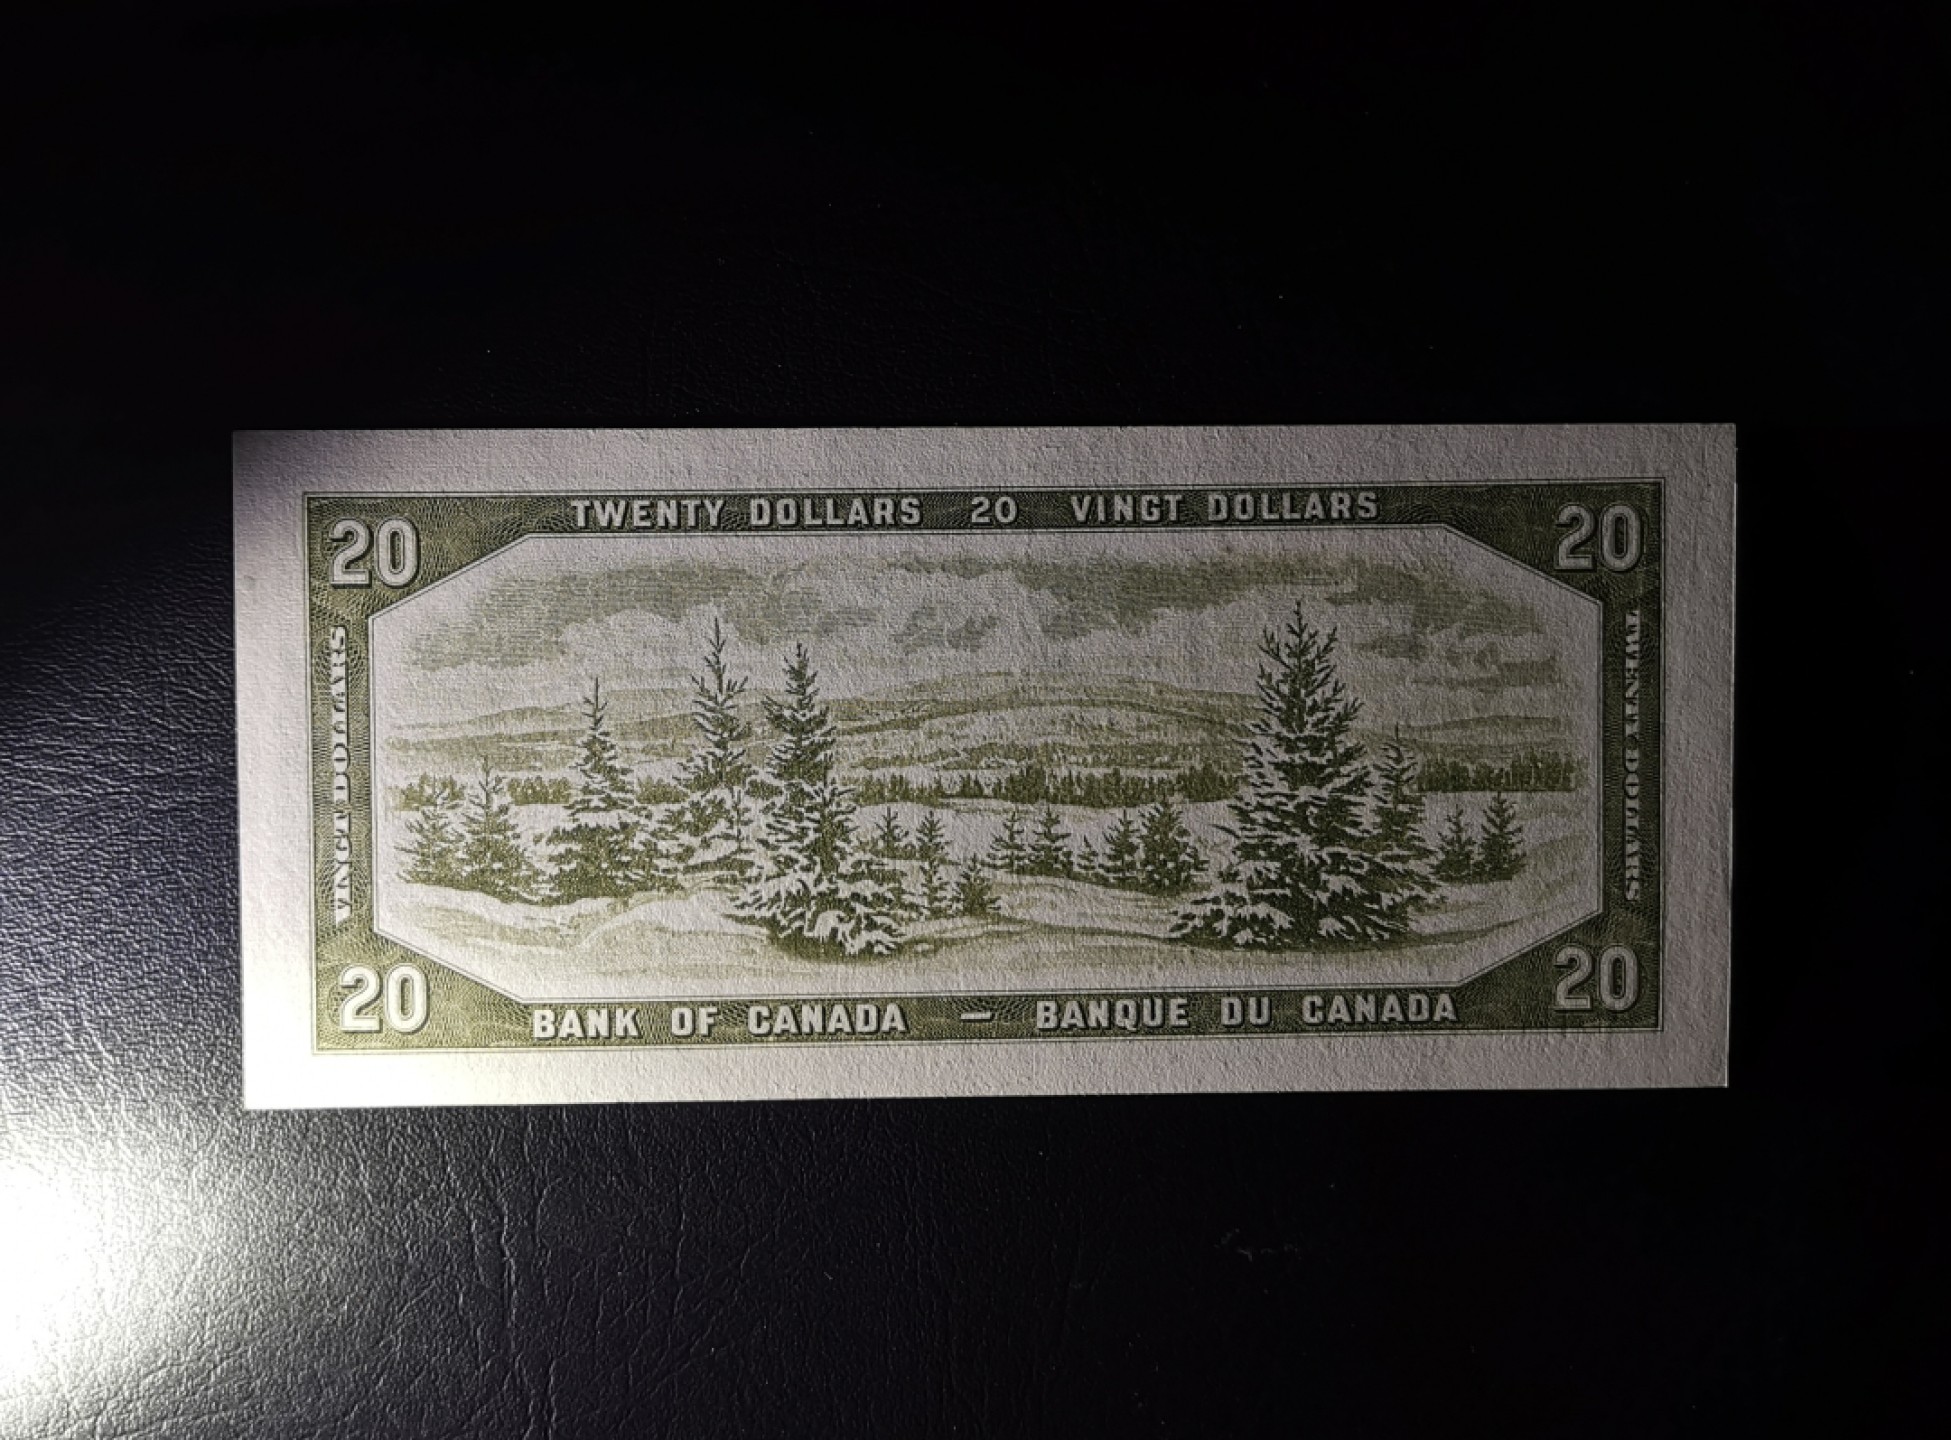 TWENTY DOLLARS 20 VINGT DOLLARS
20
20
VINGT DOLLARS
TWENTY DOLLARS
20
20
BANK OF CANADA — BANQUE DU CANADA